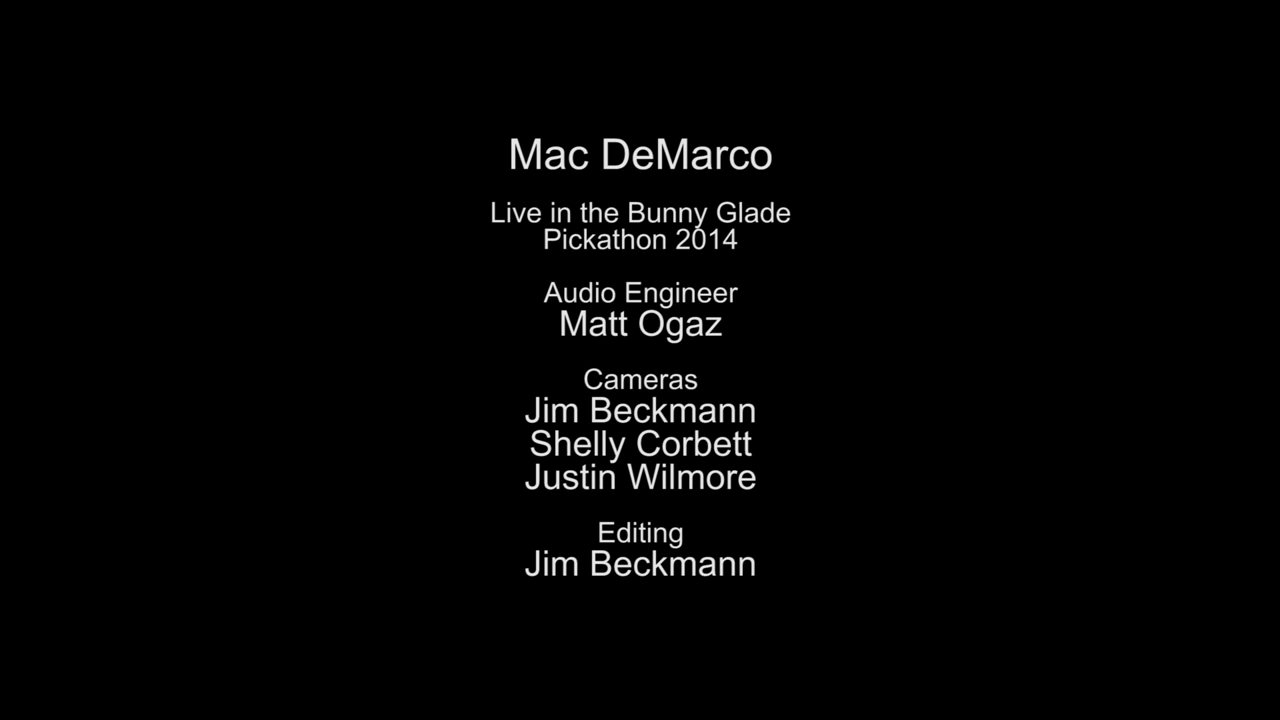 Mac DeMarco
Live in the Bunny Glade
Pickathon 2014
Audio Engineer
Matt Ogaz
Cameras
Jim Beckmann
Shelly Corbett
Justin Wilmore
Editing
Jim Beckmann